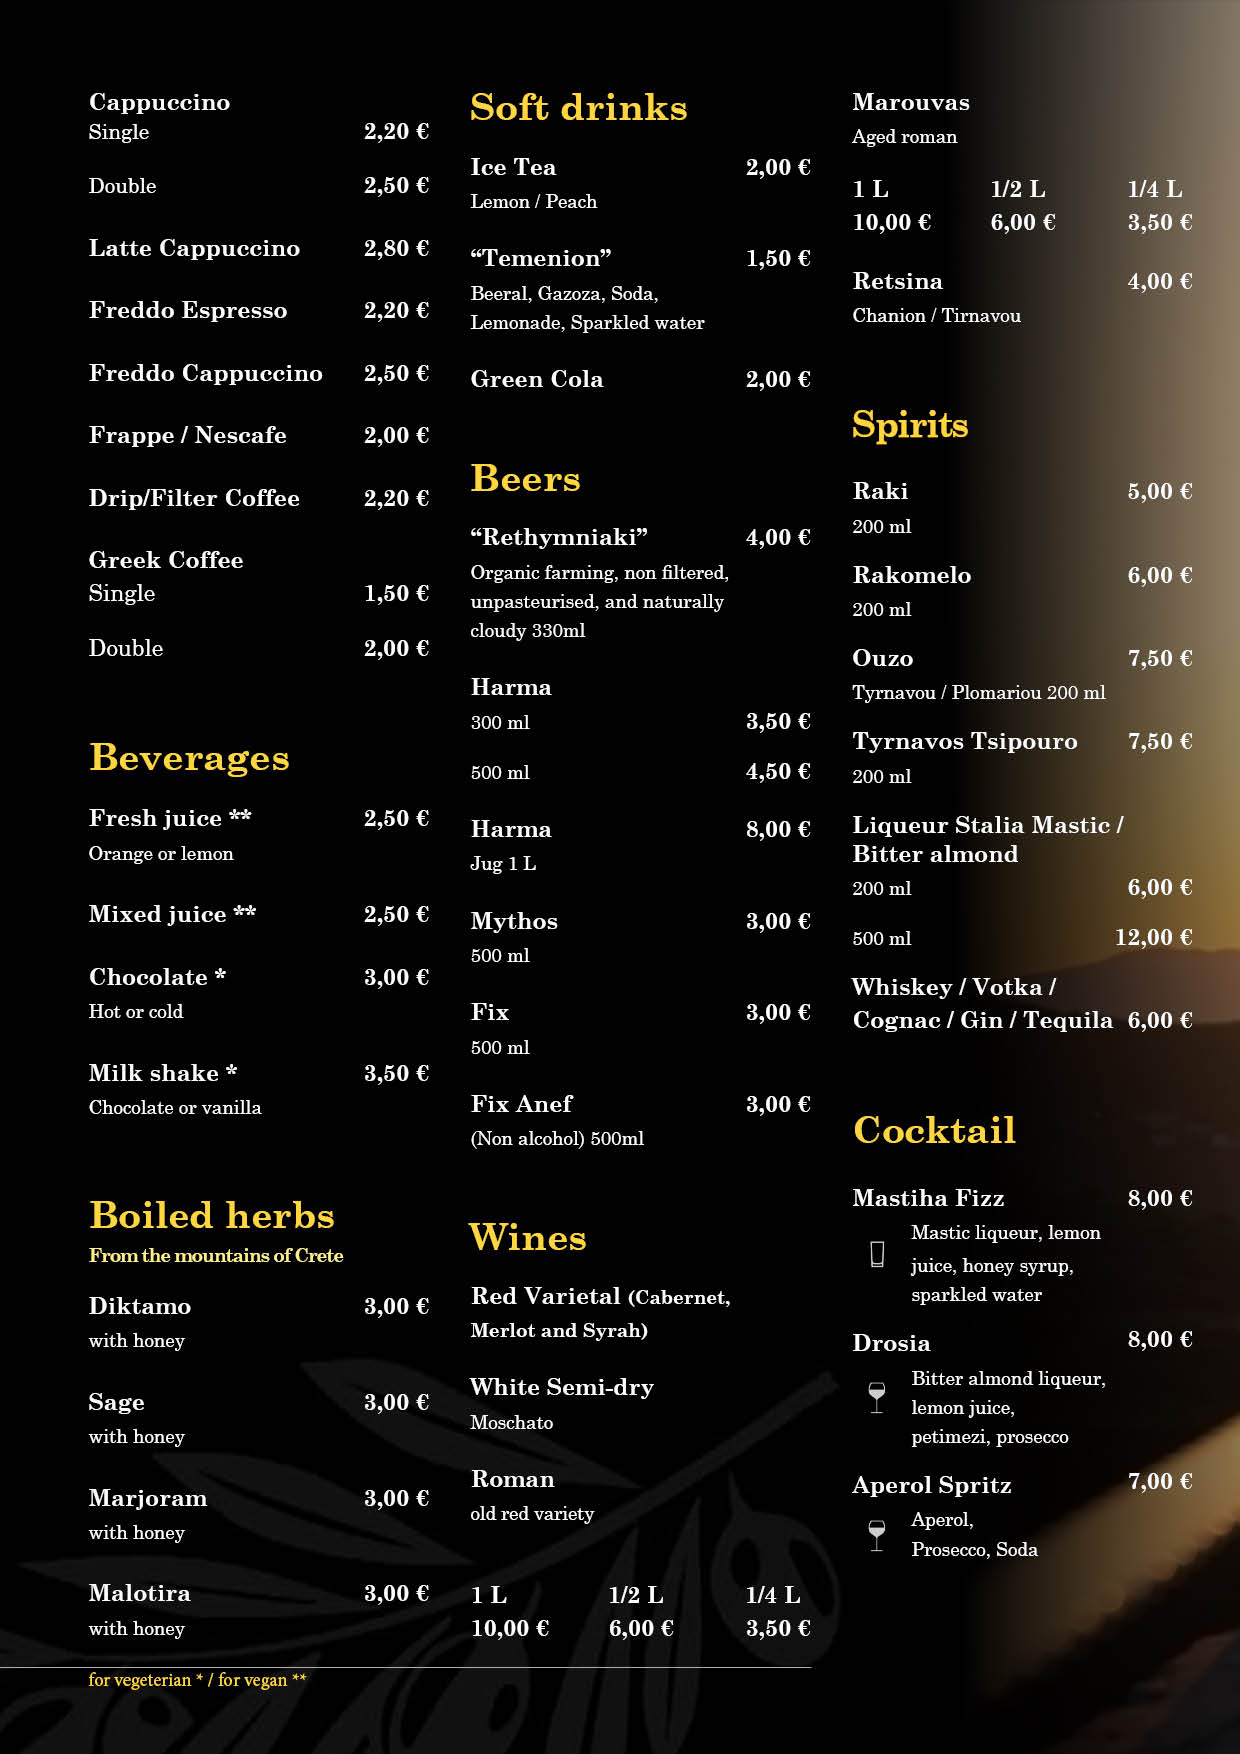 Cappuccino
Single 2,20 €
Double 2,50 €
Latte Cappuccino 2,80 €
Freddo Espresso 2,20 €
Freddo Cappuccino 2,50 €
Frappe / Nescafe 2,00 €
Drip/Filter Coffee 2,20 €
Greek Coffee
Single 1,50 €
Double 2,00 €
Beverages
Fresh juice ** 2,50 €
Orange or lemon
Mixed juice ** 2,50 €
Chocolate * 3,00 €
Hot or cold
Milk shake * 3,50 €
Chocolate or vanilla
Boiled herbs
From the mountains of Crete
Diktamo 3,00 €
with honey
Sage 3,00 €
with honey
Marjoram 3,00 €
with honey
Malotira 3,00 €
with honey
for vegeterian * / for vegan **
Soft drinks
Ice Tea 2,00 €
Lemon / Peach
“Temenion” 1,50 €
Beeral, Gazoza, Soda,
Lemonade, Sparkled water
Green Cola 2,00 €
Beers
“Rethymniaki” 4,00 €
Organic farming, non filtered,
unpasteurised, and naturally
cloudy 330ml
Harma
300 ml 3,50 €
500 ml 4,50 €
Harma 8,00 €
Jug 1 L
Mythos 3,00 €
500 ml
Fix 3,00 €
500 ml
Fix Anef 3,00 €
(Non alcohol) 500ml
Wines
Red Varietal (Cabernet,
Merlot and Syrah)
White Semi-dry
Moschato
Roman
old red variety
1 L 1/2 L 1/4 L
10,00 € 6,00 € 3,50 €
Marouvas
Aged roman
1 L 1/2 L 1/4 L
10,00 € 6,00 € 3,50 €
Retsina 4,00 €
Chanion / Tirnavou
Spirits
Raki 5,00 €
200 ml
Rakomelo 6,00 €
200 ml
Ouzo 7,50 €
Tyrnavou / Plomariou 200 ml
Tyrnavos Tsipouro 7,50 €
200 ml
Liqueur Stalia Mastic /
Bitter almond
200 ml 6,00 €
500 ml 12,00 €
Whiskey / Votka /
Cognac / Gin / Tequila 6,00 €
Cocktail
Mastiha Fizz 8,00 €
Mastic liqueur, lemon
juice, honey syrup,
sparkled water
Drosia 8,00 €
Bitter almond liqueur,
lemon juice,
petimezi, prosecco
Aperol Spritz 7,00 €
Aperol,
Prosecco, Soda